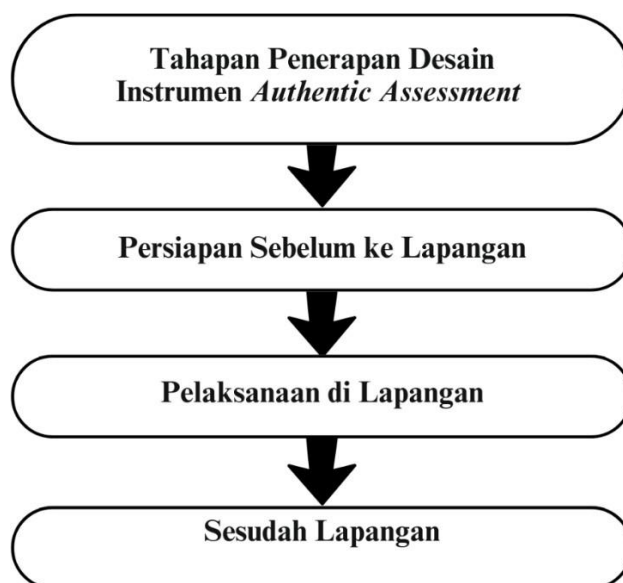 Tahapan Penerapan Desain
Instrumen Authentic Assessment
Persiapan Sebelum ke Lapangan
Pelaksanaan di Lapangan
Sesudah Lapangan